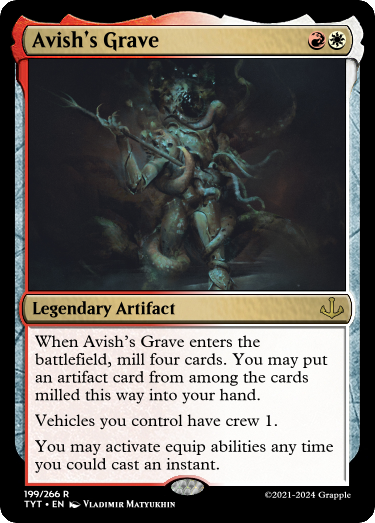 Avish's Grave
Legendary Artifact
When Avish's Grave enters the
battlefield, mill four cards. You may put
an artifact card from among the cards
milled this way into your hand.
Vehicles you control have crew 1.
You may activate equip abilities any time
you could cast an instant.
199/266 R
TYT • EN Vladimir Matyukhin
©2021-2024 Grapple